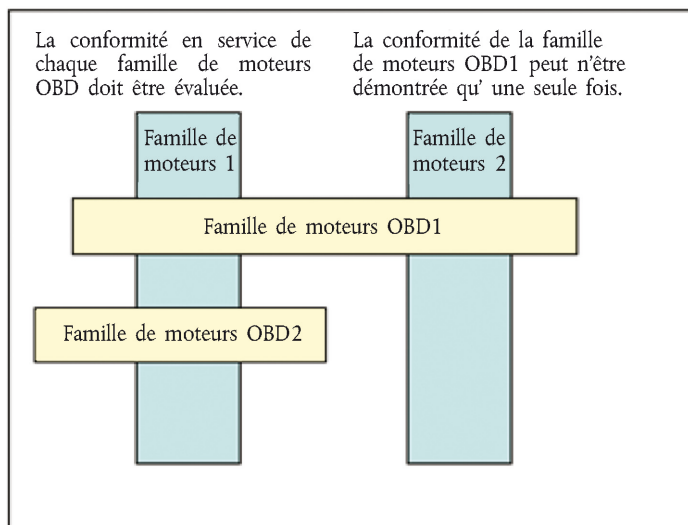 La conformité en service de
chaque famille de moteurs
OBD doit être évaluée.
La conformité de la famille
de moteurs OBD1 peut n'être
démontrée qu' une seule fois.
Famille de
moteurs 1
Famille de
moteurs 2
Famille de moteurs OBD1
Famille de moteurs OBD2